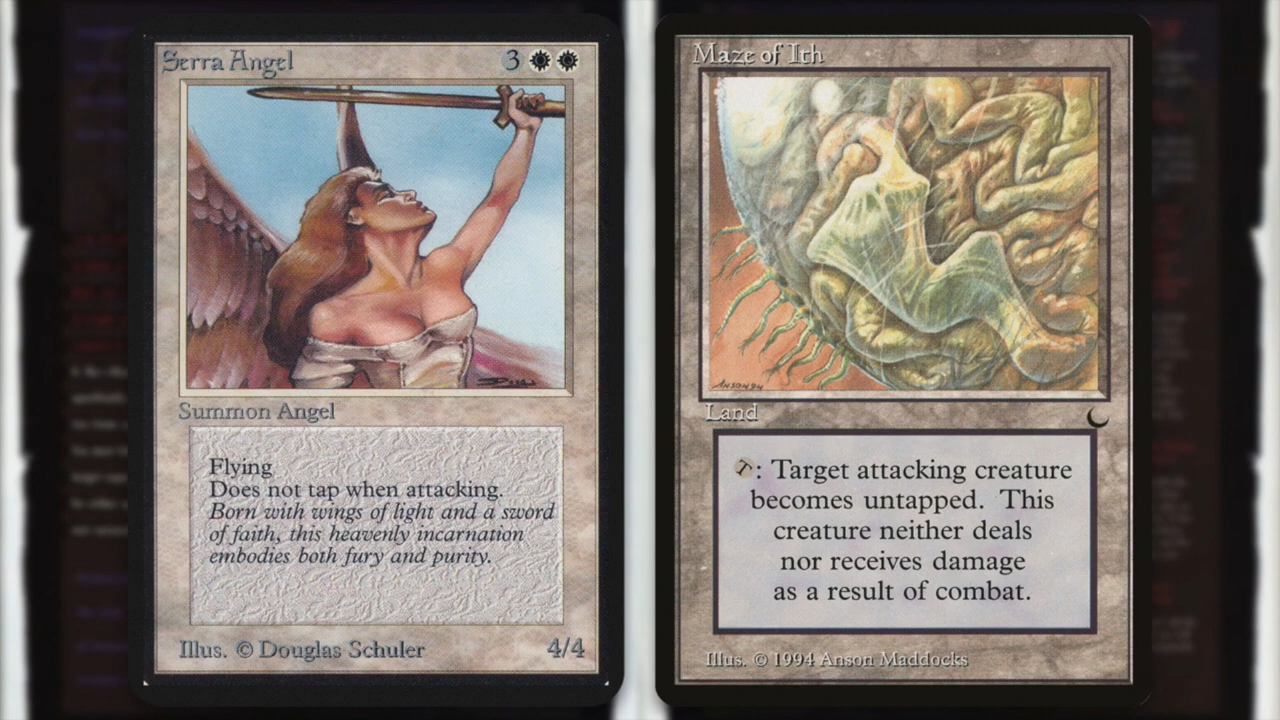 Serra Angel 3
Summon Angel
Flying
Does not tap when attacking.
Born with wings of light and a sword
of faith, this heavenly incarnation
embodies both fury and purity.
Illus. © Douglas Schuler 4/4
Maze of Ith
ANSON 94
Land
T: Target attacking creature
becomes untapped. This
creature neither deals
nor receives damage
as a result of combat.
Illus. © 1994 Anson Maddocks